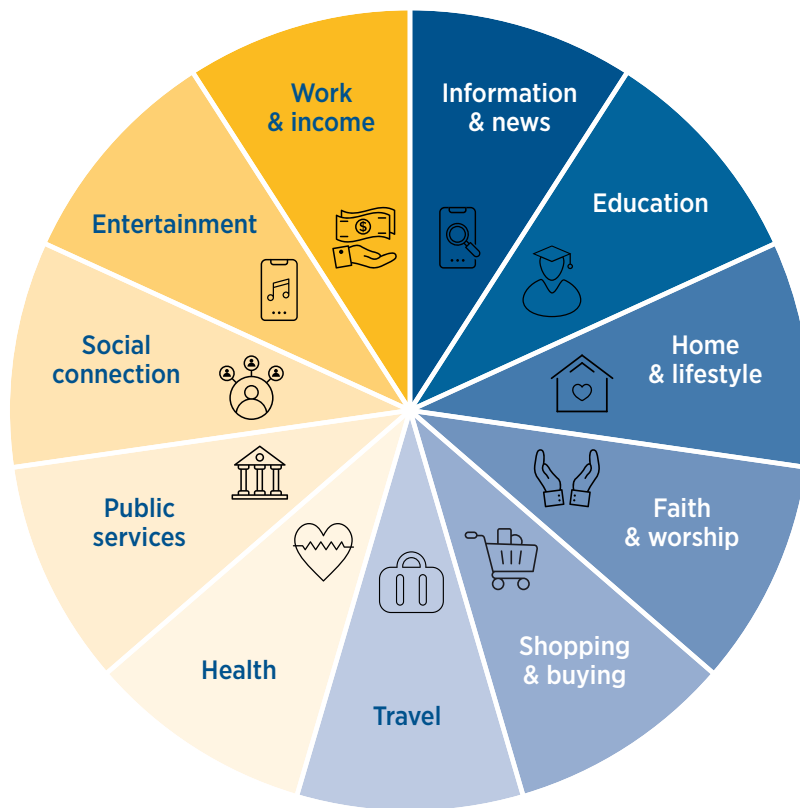 Information
& news
Education
Home
& lifestyle
Faith
& worship
Shopping
& buying
Travel
Health
Public
services
Social
connection
Entertainment
Work
& income
$